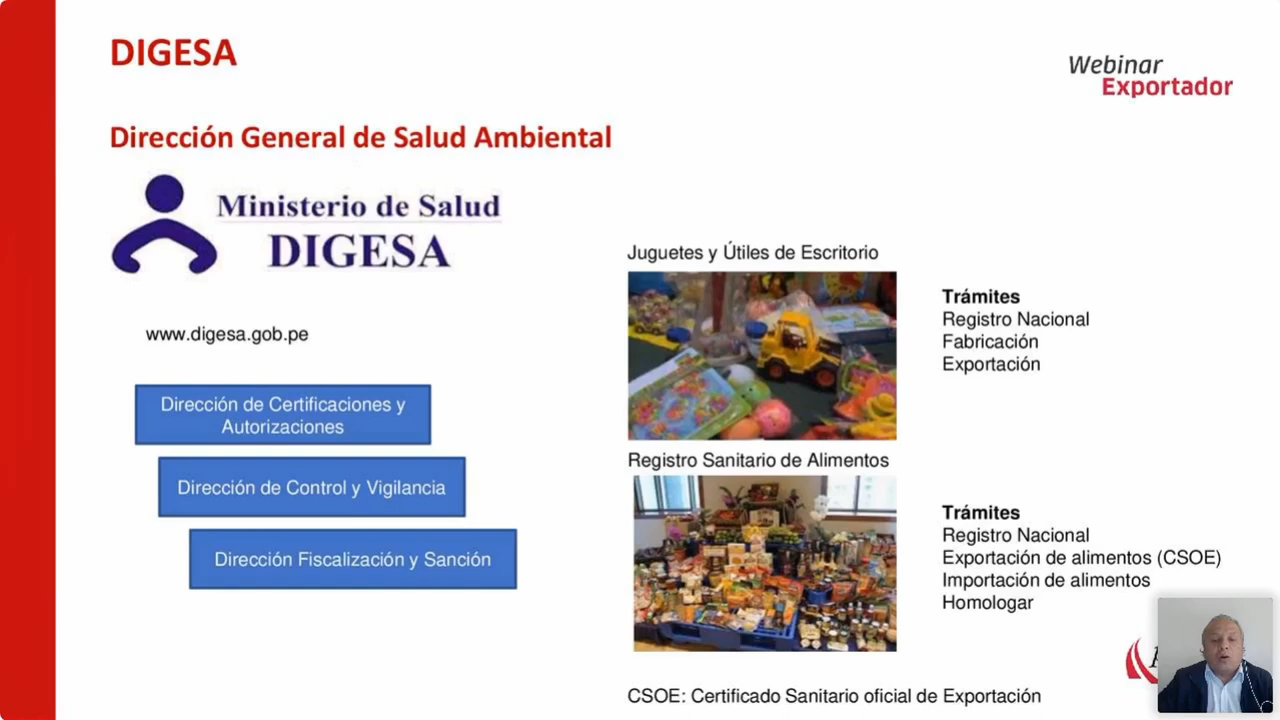 DIGESA
Webinar
Exportador
Dirección General de Salud Ambiental
Ministerio de Salud
DIGESA
www.digesa.gob.pe
Dirección de Certificaciones y
Autorizaciones
Dirección de Control y Vigilancia
Dirección Fiscalización y Sanción
Juguetes y Útiles de Escritorio
Trámites
Registro Nacional
Fabricación
Exportación
Registro Sanitario de Alimentos
Trámites
Registro Nacional
Exportación de alimentos (CSOE)
Importación de alimentos
Homologar
CSOE: Certificado Sanitario oficial de Exportación